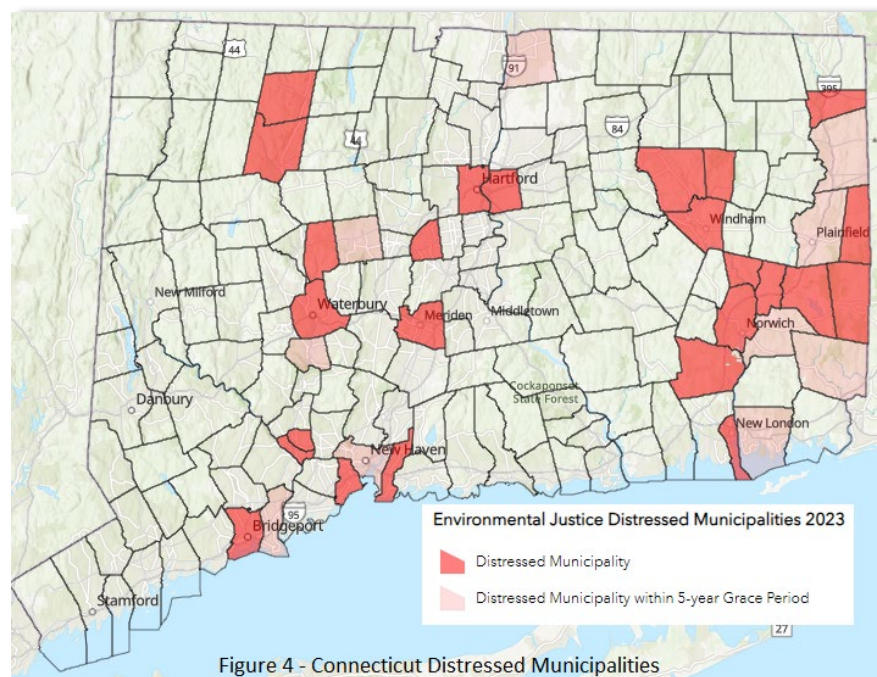 44
91
395
44
84
Hartford
Windham
Plainfield
New Milford
Waterbury
Meriden
Middletown
Norwich
Cockaponset
State Forest
Danbury
New London
New Haven
95
Bridgeport
Stamford
Environmental Justice Distressed Municipalities 2023
Distressed Municipality
Distressed Municipality within 5-year Grace Period
27
Figure 4 - Connecticut Distressed Municipalities